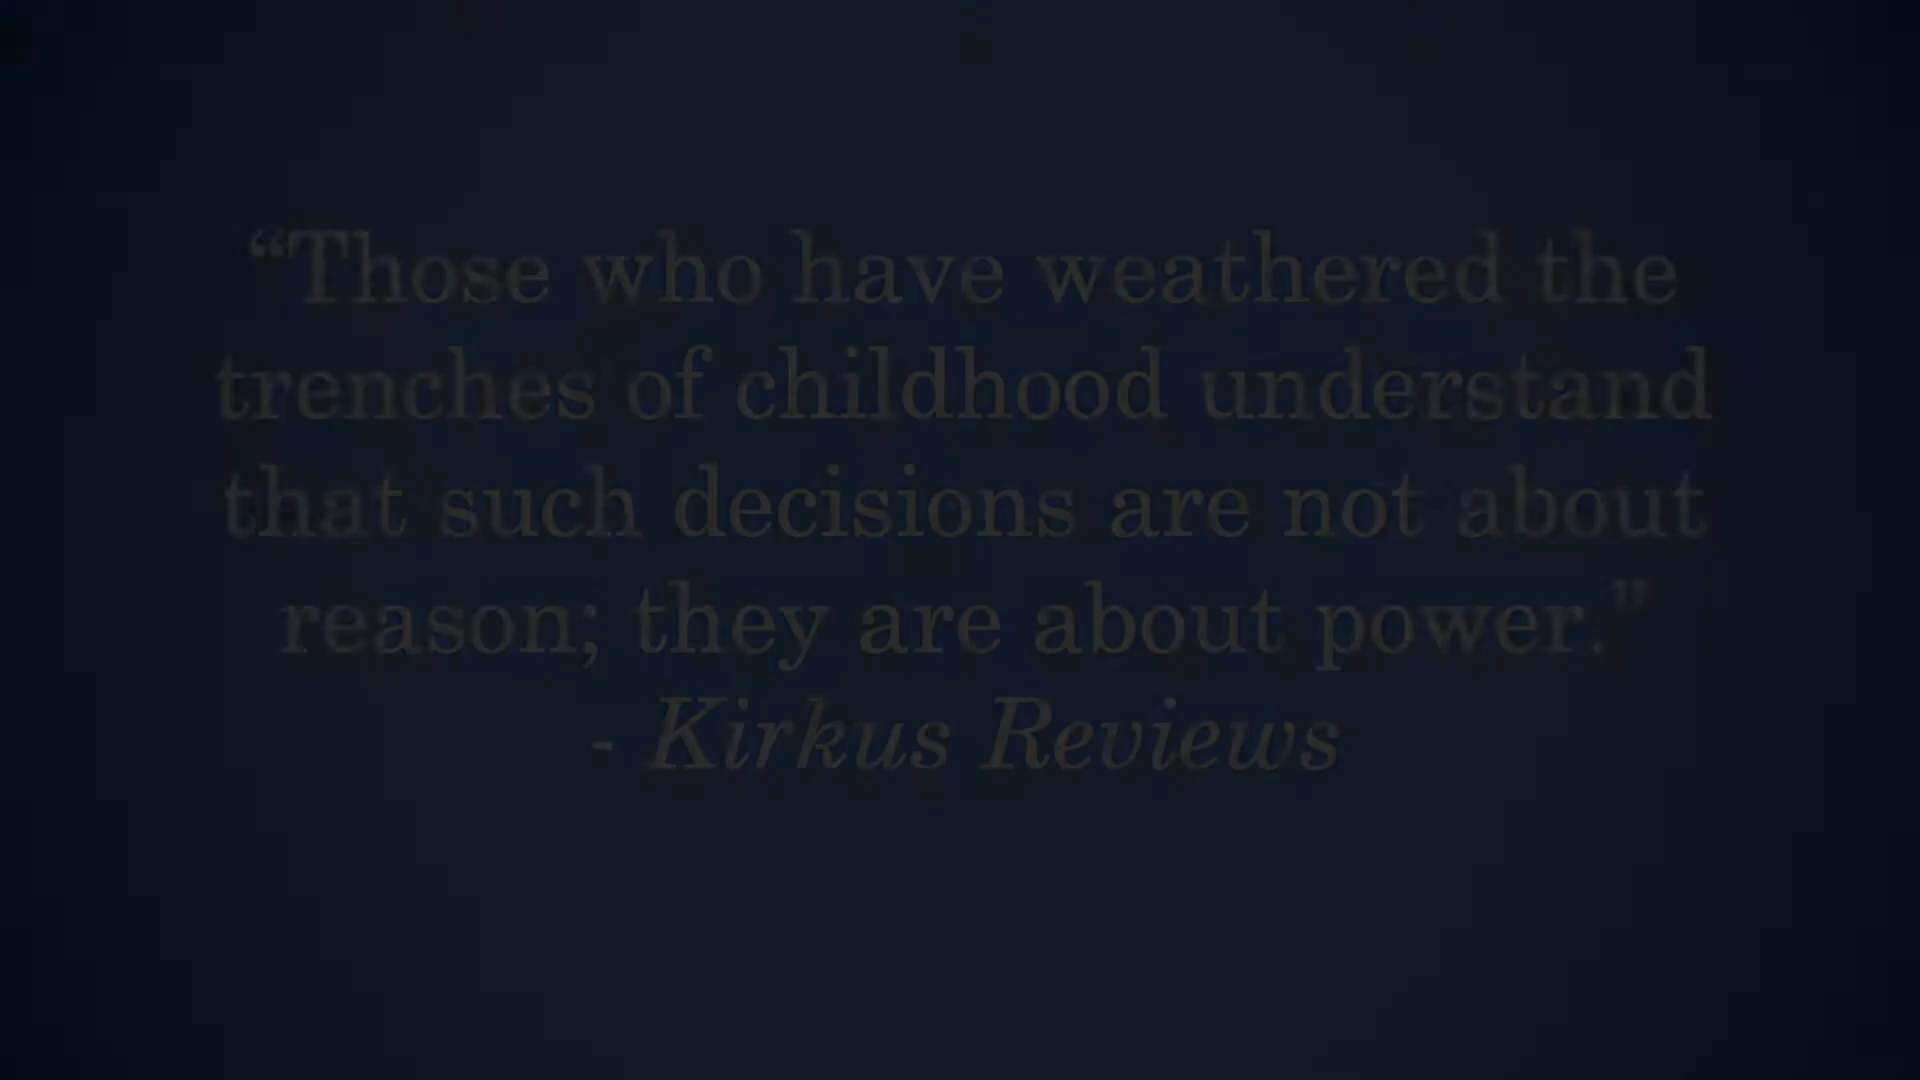 “Those who have weathered the
trenches of childhood understand
that such decisions are not about
reason; they are about power.”
- Kirkus Reviews